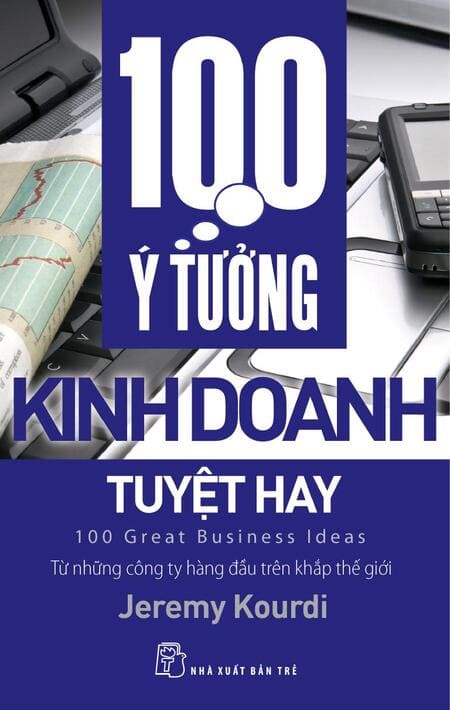 100
Ý TƯỞNG
KINH DOANH
TUYỆT HAY
100 Great Business Ideas
Từ những công ty hàng đầu trên khắp thế giới
Jeremy Kourdi
NHÀ XUẤT BẢN TRẺ